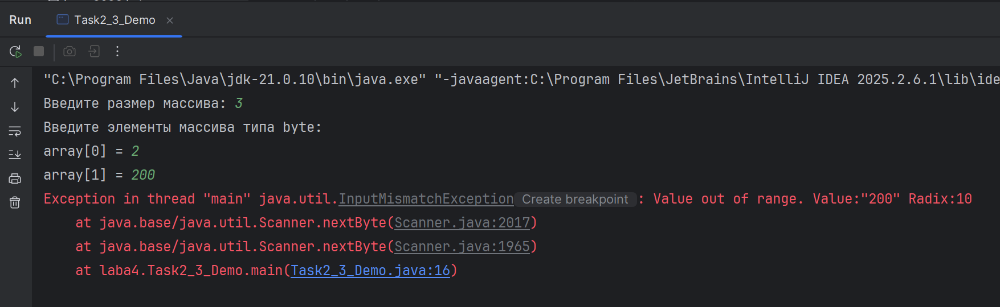 Run Task2_3_Demo
"C:\Program Files\Java\jdk-21.0.10\bin\java.exe" "-javaagent:C:\Program Files\JetBrains\IntelliJ IDEA 2025.2.6.1\lib\ide
Введите размер массива: 3
Введите элементы массива типа byte:
array[0] = 2
array[1] = 200
Exception in thread "main" java.util.InputMismatchException Create breakpoint : Value out of range. Value:"200" Radix:10
at java.base/java.util.Scanner.nextByte(Scanner.java:2017)
at java.base/java.util.Scanner.nextByte(Scanner.java:1965)
at laba4.Task2_3_Demo.main(Task2_3_Demo.java:16)